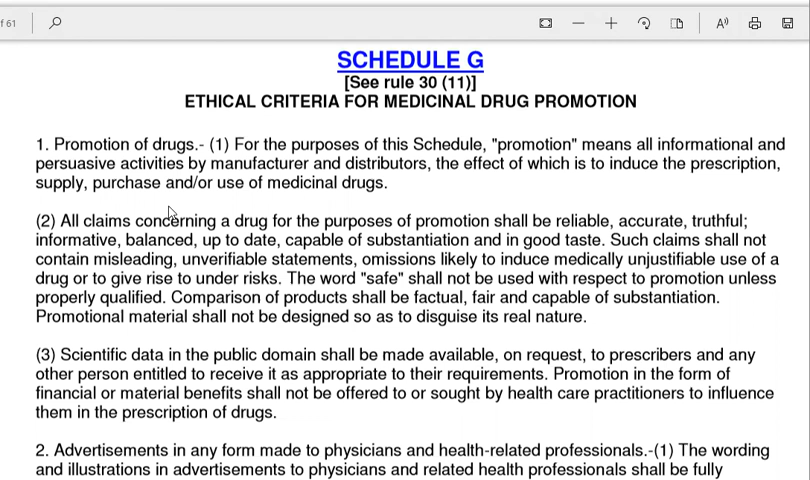 f 61
A
SCHEDULE G
[See rule 30 (11)]
ETHICAL CRITERIA FOR MEDICINAL DRUG PROMOTION
1. Promotion of drugs.- (1) For the purposes of this Schedule, "promotion" means all informational and
persuasive activities by manufacturer and distributors, the effect of which is to induce the prescription,
supply, purchase and/or use of medicinal drugs.
(2) All claims concerning a drug for the purposes of promotion shall be reliable, accurate, truthful;
informative, balanced, up to date, capable of substantiation and in good taste. Such claims shall not
contain misleading, unverifiable statements, omissions likely to induce medically unjustifiable use of a
drug or to give rise to under risks. The word "safe" shall not be used with respect to promotion unless
properly qualified. Comparison of products shall be factual, fair and capable of substantiation.
Promotional material shall not be designed so as to disguise its real nature.
(3) Scientific data in the public domain shall be made available, on request, to prescribers and any
other person entitled to receive it as appropriate to their requirements. Promotion in the form of
financial or material benefits shall not be offered to or sought by health care practitioners to influence
them in the prescription of drugs.
2. Advertisements in any form made to physicians and health-related professionals.-(1) The wording
and illustrations in advertisements to physicians and related health professionals shall be fully